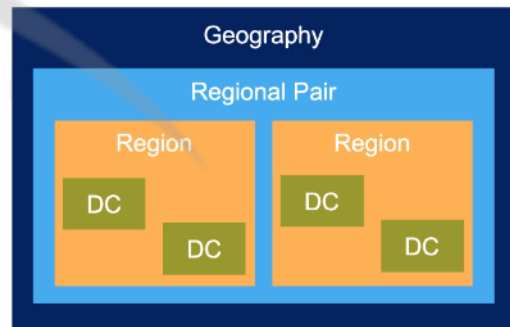 Geography
Regional Pair
Region
DC
DC
Region
DC
DC